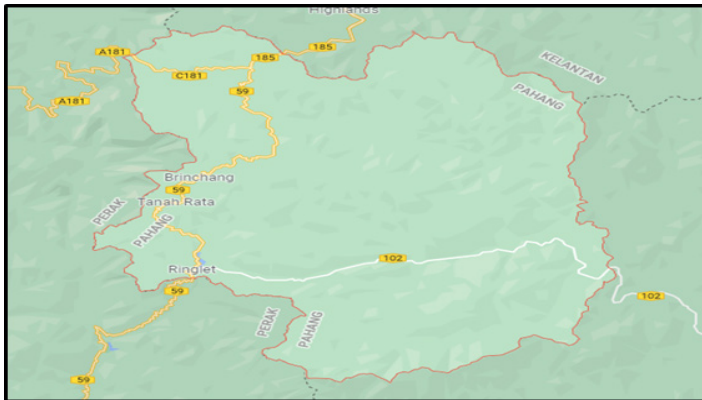 Highlands
A181
185
185
C181
A181
59
KELANTAN
PAHANG
Brinchang
59
Tanah Rata
PERAK
PAHANG
102
Ringlet
59
102
PERAK
PAHANG
59